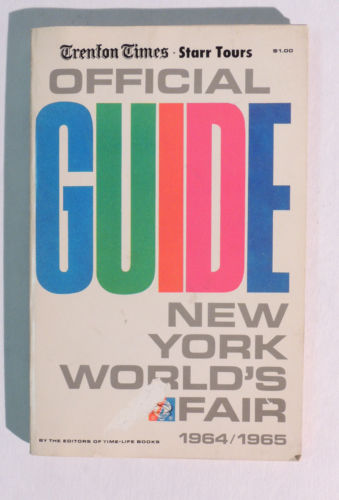 Trenton Times · Starr Tours $1.00
OFFICIAL
GUIDE
NEW
YORK
WORLD'S
FAIR
BY THE EDITORS OF TIME-LIFE BOOKS 1964/1965